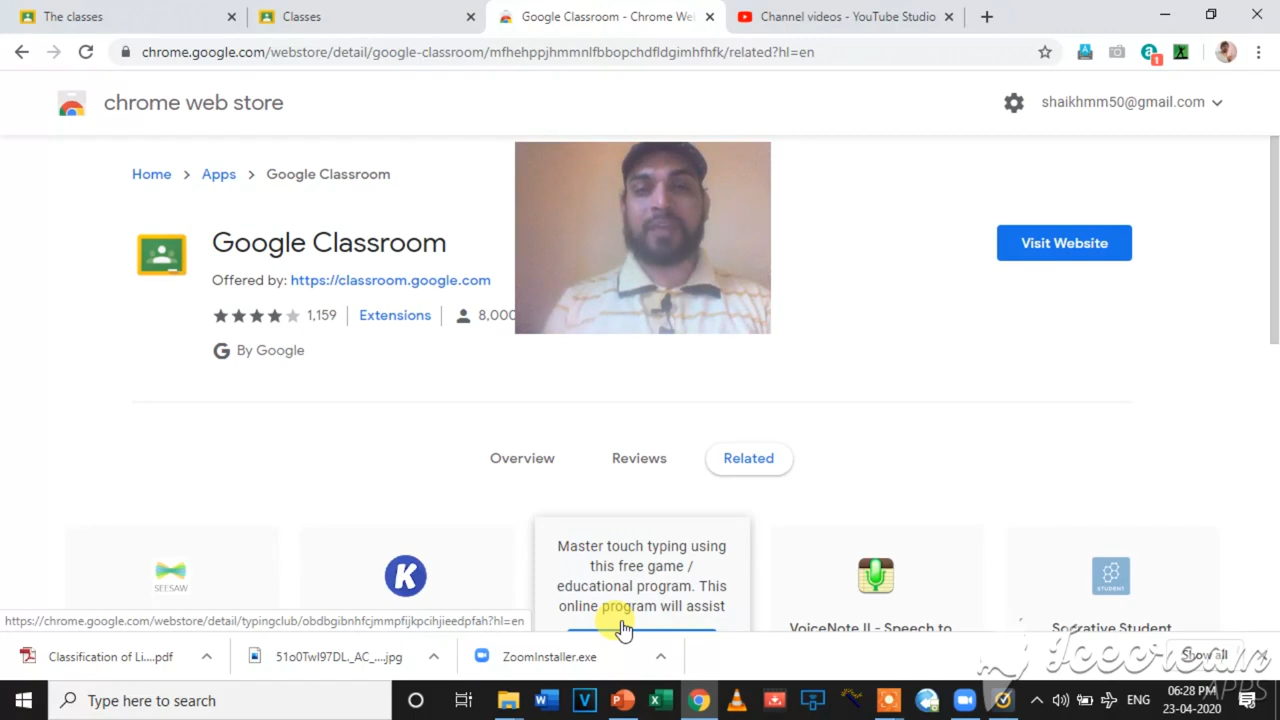 The classes
Classes
Google Classroom - Chrome We
Channel videos - YouTube Studio
chrome.google.com/webstore/detail/google-classroom/mfhehppjhmmnlfbbopchdfldgimhfhfk/related?hl=en
a
1
X
chrome web store
shaikhmm50@gmail.com
Home > Apps > Google Classroom
Google Classroom
Visit Website
Offered by: https://classroom.google.com
1,159 Extensions 8,000
G By Google
Overview Reviews Related
SEESAW
K
Master touch typing using
this free game /
educational program. This
online program will assist
STUDENT
VoiceNote II - Speech to
Socrative Student
https://chrome.google.com/webstore/detail/typingclub/obdbgibnhfcjmmpfijkpcihjieedpfah?hl=en
Classification of Li....pdf
51o0TwI97DL._AC_....jpg
ZoomInstaller.exe
Show all
Icecream
APPS
Type here to search
ENG
06:28 PM
23-04-2020